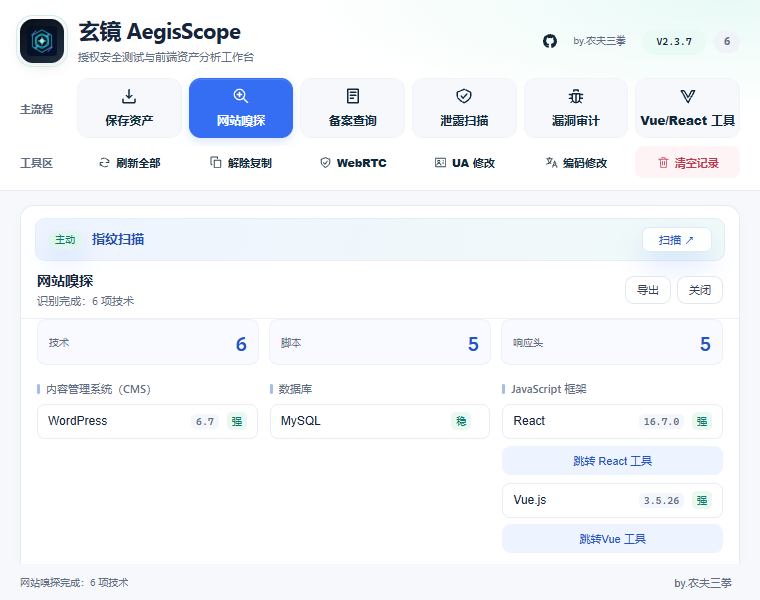 玄镜 AegisScope
授权安全测试与前端资产分析工作台
by.农夫三拳
V2.3.7
6
主流程
保存资产
网站嗅探
备案查询
泄露扫描
漏洞审计
Vue/React 工具
工具区
刷新全部
解除复制
WebRTC
UA 修改
编码修改
清空记录
主动 指纹扫描
扫描 ↗
网站嗅探
识别完成：6 项技术
导出
关闭
技术 6
脚本 5
响应头 5
内容管理系统（CMS）
WordPress 6.7 强
数据库
MySQL 稳
JavaScript 框架
React 16.7.0 强
跳转 React 工具
Vue.js 3.5.26 强
跳转Vue 工具
网站嗅探完成：6 项技术
by.农夫三拳